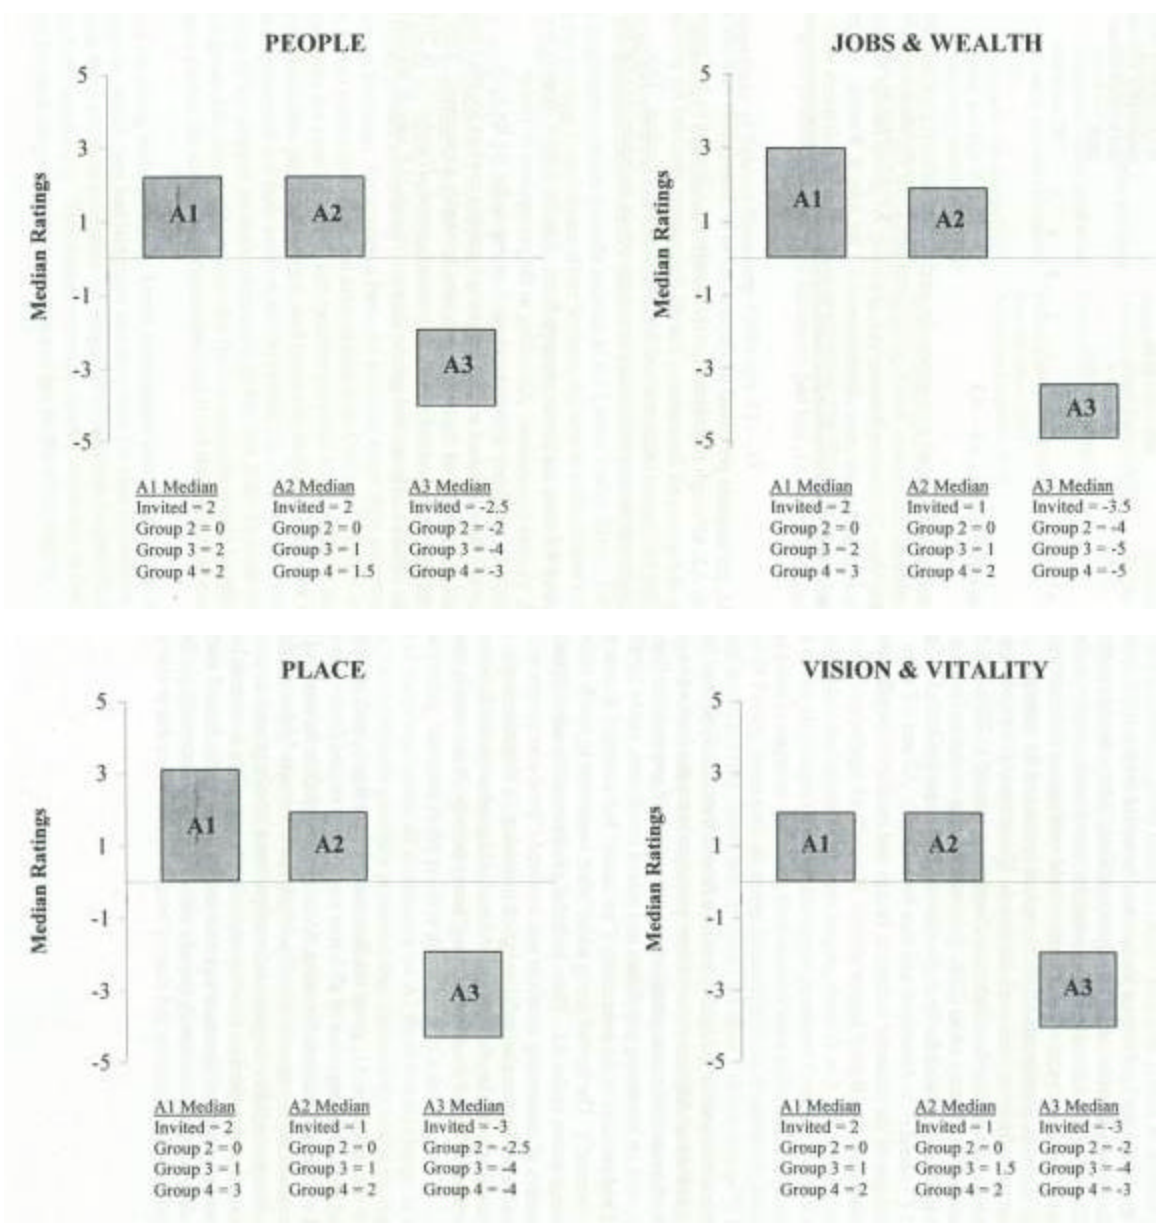 PEOPLE
5
3
1
-1
-3
-5
Median Ratings
A1
A2
A3
A1 Median
Invited = 2
Group 2 = 0
Group 3 = 2
Group 4 = 2
A2 Median
Invited = 2
Group 2 = 0
Group 3 = 1
Group 4 = 1.5
A3 Median
Invited = -2.5
Group 2 = -2
Group 3 = -4
Group 4 = -3
JOBS & WEALTH
5
3
1
-1
-3
-5
Median Ratings
A1
A2
A3
A1 Median
Invited = 2
Group 2 = 0
Group 3 = 2
Group 4 = 3
A2 Median
Invited = 1
Group 2 = 0
Group 3 = 1
Group 4 = 2
A3 Median
Invited = -3.5
Group 2 = -4
Group 3 = -5
Group 4 = -5
PLACE
5
3
1
-1
-3
-5
Median Ratings
A1
A2
A3
A1 Median
Invited = 2
Group 2 = 0
Group 3 = 1
Group 4 = 3
A2 Median
Invited = 1
Group 2 = 0
Group 3 = 1
Group 4 = 2
A3 Median
Invited = -3
Group 2 = -2.5
Group 3 = -4
Group 4 = -4
VISION & VITALITY
5
3
1
-1
-3
-5
Median Ratings
A1
A2
A3
A1 Median
Invited = 2
Group 2 = 0
Group 3 = 1
Group 4 = 2
A2 Median
Invited = 1
Group 2 = 0
Group 3 = 1.5
Group 4 = 2
A3 Median
Invited = -3
Group 2 = -2
Group 3 = -4
Group 4 = -3